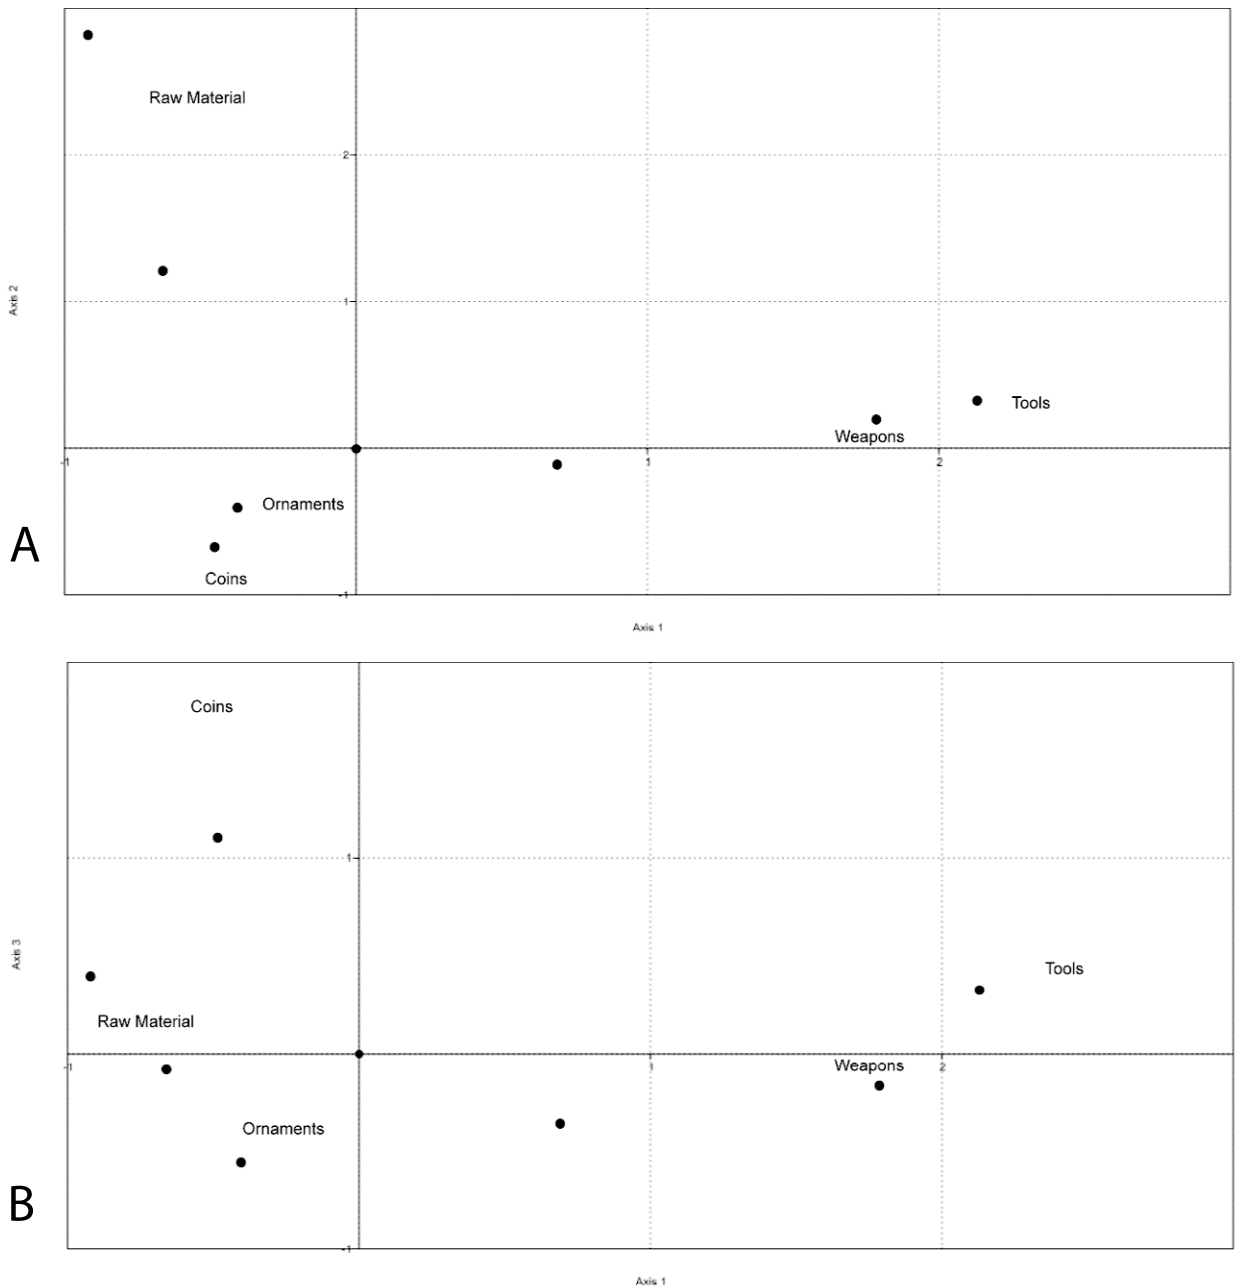 Raw Material
2
1
Axis 2
Tools
Weapons
-1
1
2
Ornaments
A
Coins
-1
Axis 1
Coins
1
Axis 3
Tools
Raw Material
-1
1
Weapons
2
Ornaments
B
-1
Axis 1